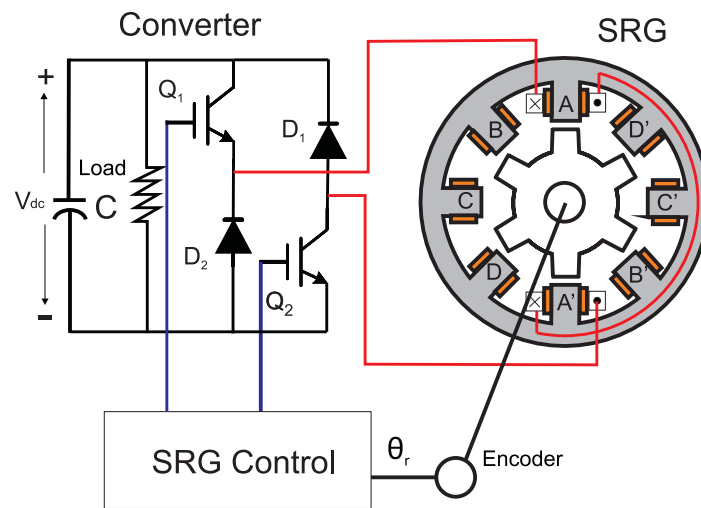 Converter
SRG
+
Q1
A
B
D'
D1
Load
Vdc
C
C
C'
D2
D
B'
Q2
A'
-
θr
SRG Control
Encoder